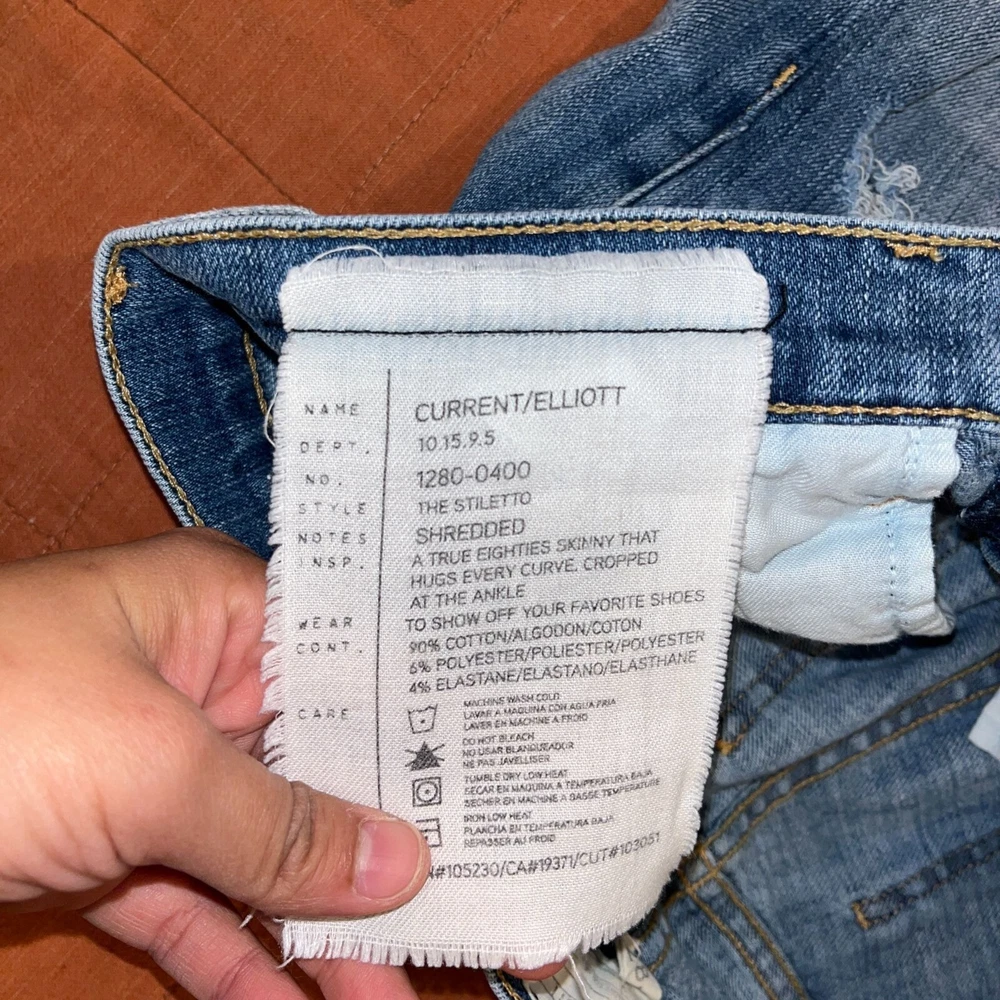 NAME CURRENT/ELLIOTT
DEPT. 10.15.9.5
NO. 1280-0400
STYLE THE STILETTO
NOTES SHREDDED
INSP. A TRUE EIGHTIES SKINNY THAT
HUGS EVERY CURVE. CROPPED
AT THE ANKLE
WEAR TO SHOW OFF YOUR FAVORITE SHOES
CONT. 90% COTTON/ALGODON/COTON
6% POLYESTER/POLIESTER/POLYESTER
4% ELASTANE/ELASTANO/ELASTHANE
CARE MACHINE WASH COLD
LAVAR A MAQUINA CON AGUA FRIA
LAVER EN MACHINE A FROID
DO NOT BLEACH
NO USAR BLANQUEADOR
NE PAS JAVELLISER
TUMBLE DRY LOW HEAT
SECAR EN MAQUINA A TEMPERATURA BAJA
SECHER EN MACHINE A BASSE TEMPERATURE
IRON LOW HEAT
PLANCHA EN TEMPERATURA BAJA
REPASSER AU FROID
N#105230/CA#19371/CUT#103051